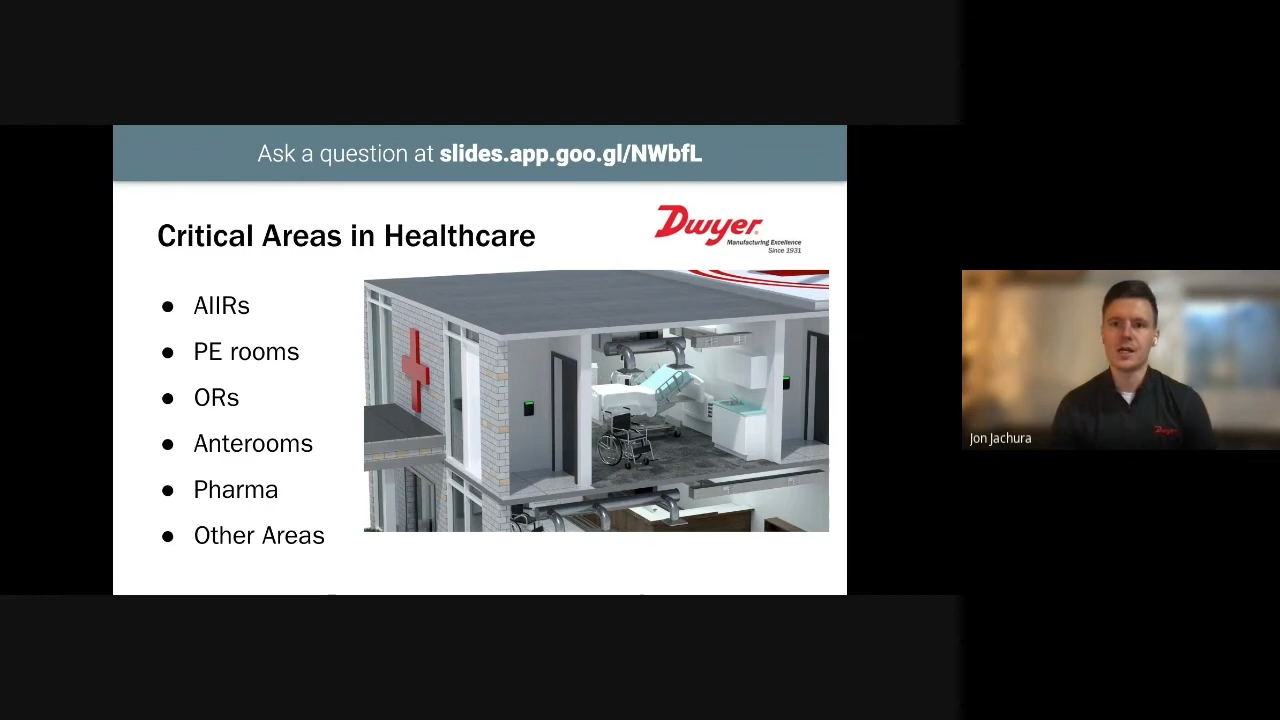 Ask a question at slides.app.goo.gl/NWbfL
Critical Areas in Healthcare
Dwyer
Manufacturing Excellence
Since 1931
● AIIRs
● PE rooms
● ORs
● Anterooms
● Pharma
● Other Areas
Dwyer
Jon Jachura